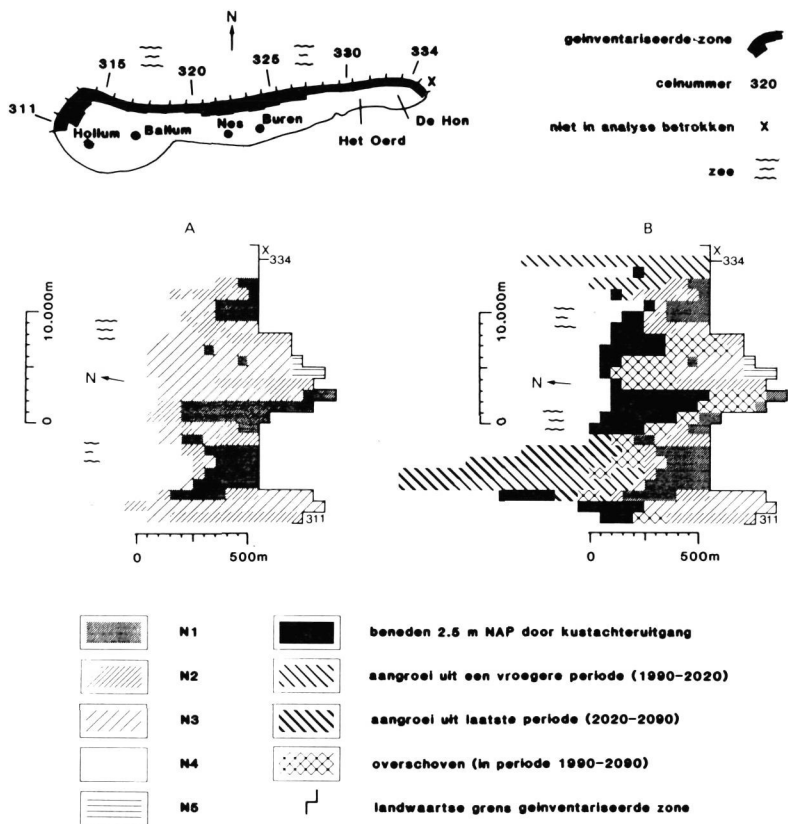 N
315
320
325
330
334
X
311
Hollum
Ballum
Nes
Buren
Het Oerd
De Hon
geïnventariseerde zone
celnummer 320
niet in analyse betrokken X
zee
A
X
334
10.000m
0
N
311
0 500m
B
X
334
10.000m
0
N
311
0 500m
N1 beneden 2.5 m NAP door kustachteruitgang
N2 aangroei uit een vroegere periode (1990-2020)
N3 aangroei uit laatste periode (2020-2090)
N4 overschoven (in periode 1990-2090)
N5 landwaartse grens geïnventariseerde zone